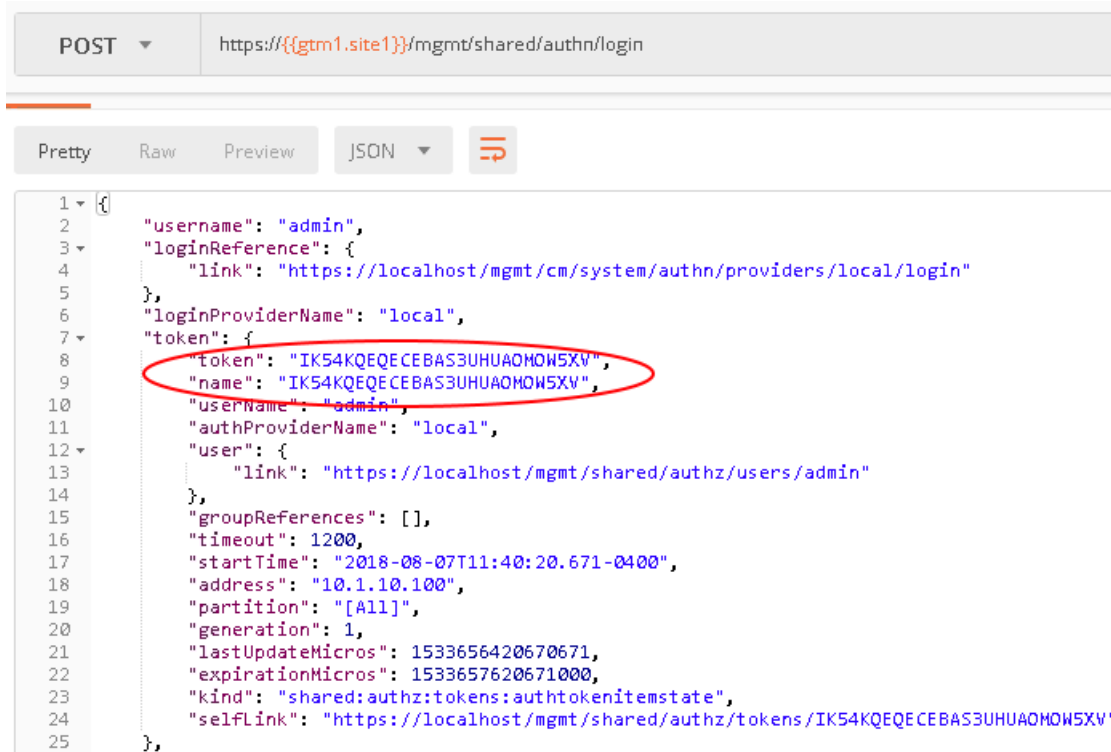 POST https://{{gtm1.site1}}/mgmt/shared/authn/login
Pretty Raw Preview JSON
1 {
2 "username": "admin",
3 "loginReference": {
4 "link": "https://localhost/mgmt/cm/system/authn/providers/local/login"
5 },
6 "loginProviderName": "local",
7 "token": {
8 "token": "IK54KQEQECEBAS3UHUAOMOW5XV",
9 "name": "IK54KQEQECEBAS3UHUAOMOW5XV",
10 "userName": "admin",
11 "authProviderName": "local",
12 "user": {
13 "link": "https://localhost/mgmt/shared/authz/users/admin"
14 },
15 "groupReferences": [],
16 "timeout": 1200,
17 "startTime": "2018-08-07T11:40:20.671-0400",
18 "address": "10.1.10.100",
19 "partition": "[All]",
20 "generation": 1,
21 "lastUpdateMicros": 1533656420670671,
22 "expirationMicros": 1533657620671000,
23 "kind": "shared:authz:tokens:authtokenitemstate",
24 "selfLink": "https://localhost/mgmt/shared/authz/tokens/IK54KQEQECEBAS3UHUAOMOW5XV"
25 },